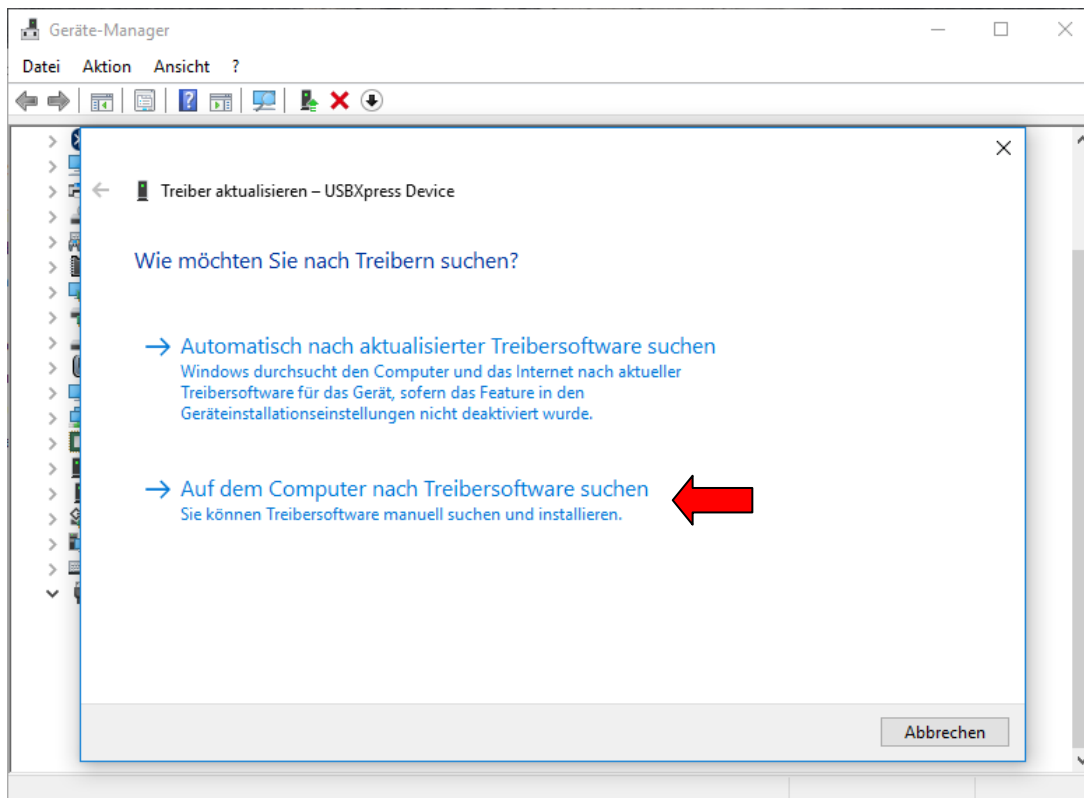 Geräte-Manager
Datei Aktion Ansicht ?
Treiber aktualisieren – USBXpress Device
Wie möchten Sie nach Treibern suchen?
Automatisch nach aktualisierter Treibersoftware suchen
Windows durchsucht den Computer und das Internet nach aktueller
Treibersoftware für das Gerät, sofern das Feature in den
Geräteinstallationseinstellungen nicht deaktiviert wurde.
Auf dem Computer nach Treibersoftware suchen
Sie können Treibersoftware manuell suchen und installieren.
Abbrechen